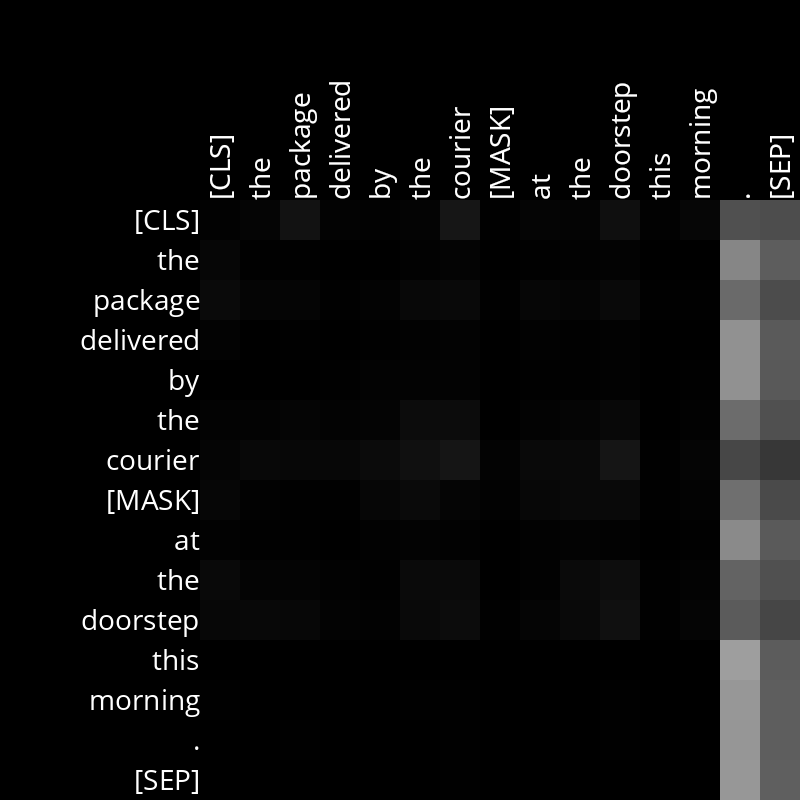 [CLS] the package delivered by the courier [MASK] at the doorstep this morning . [SEP]
[CLS]
the
package
delivered
by
the
courier
[MASK]
at
the
doorstep
this
morning
.
[SEP]